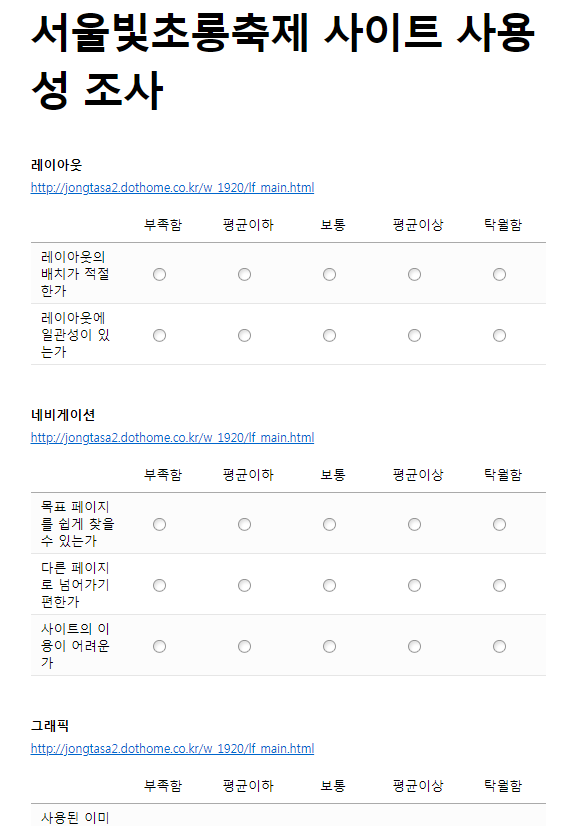 서울빛초롱축제 사이트 사용
성 조사
레이아웃
http://jongtasa2.dothome.co.kr/w_1920/lf_main.html
부족함 평균이하 보통 평균이상 탁월함
레이아웃의
배치가 적절
한가
레이아웃에
일관성이 있
는가
네비게이션
http://jongtasa2.dothome.co.kr/w_1920/lf_main.html
부족함 평균이하 보통 평균이상 탁월함
목표 페이지
를 쉽게 찾을
수 있는가
다른 페이지
로 넘어가기
편한가
사이트의 이
용이 어려운
가
그래픽
http://jongtasa2.dothome.co.kr/w_1920/lf_main.html
부족함 평균이하 보통 평균이상 탁월함
사용된 이미